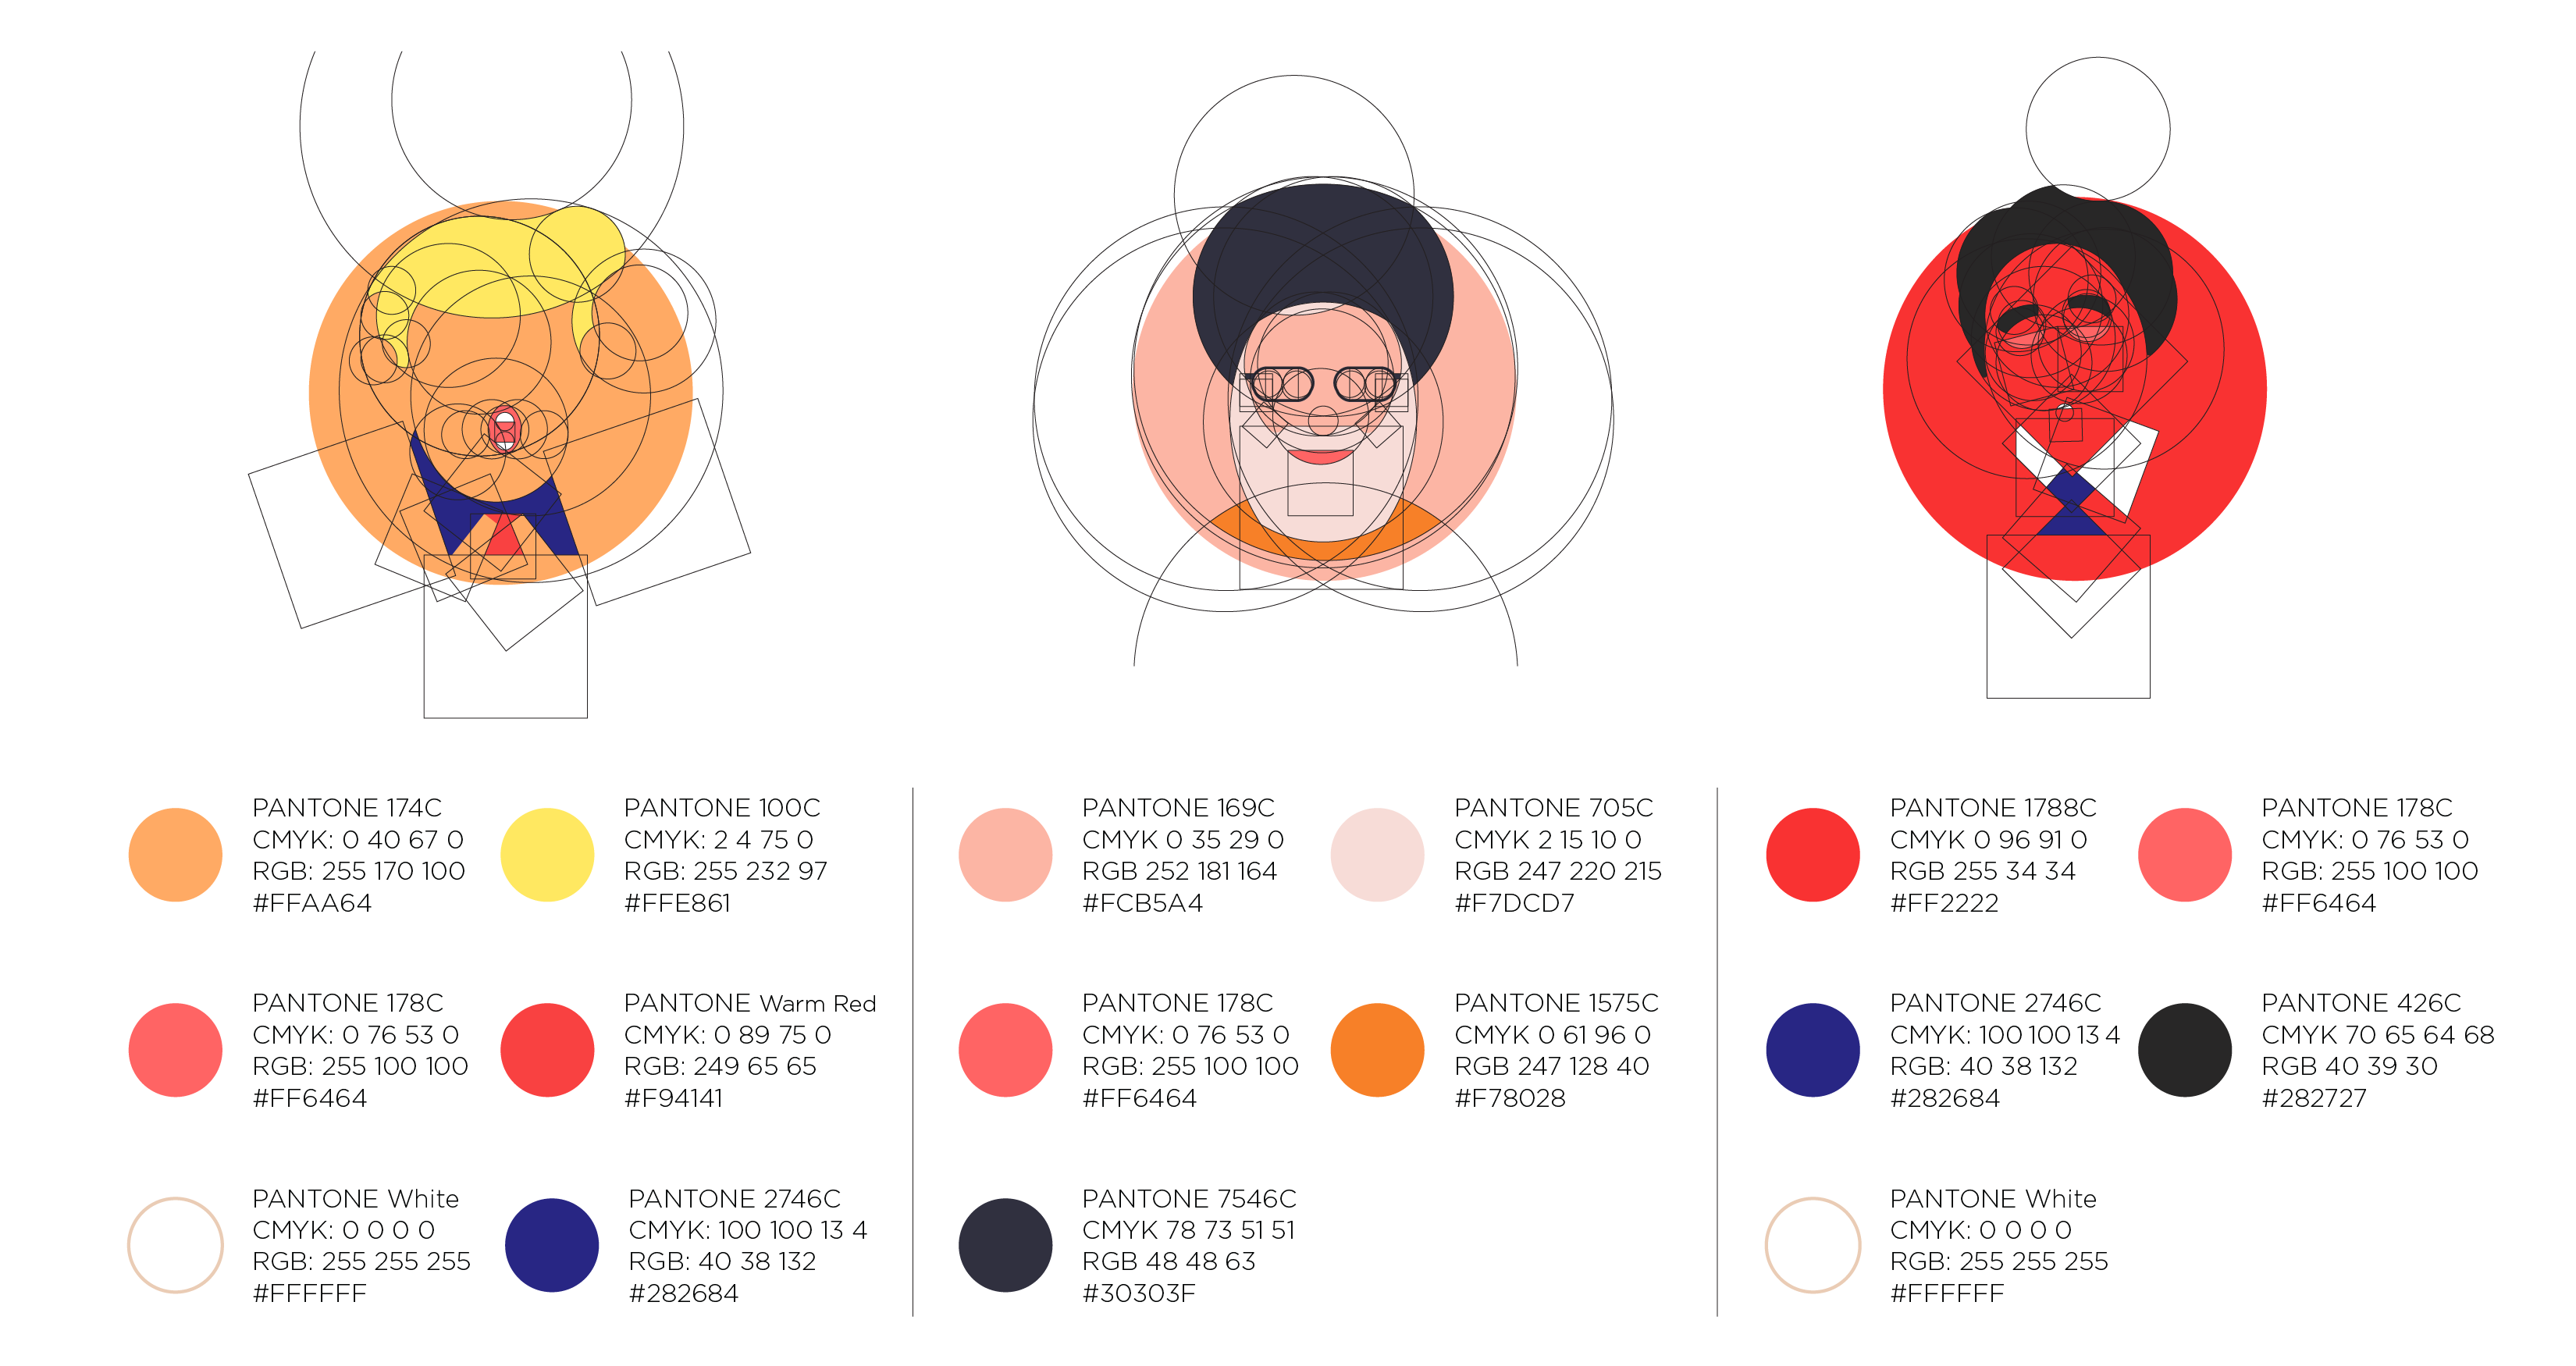 PANTONE 174C
CMYK: 0 40 67 0
RGB: 255 170 100
#FFAA64
PANTONE 100C
CMYK: 2 4 75 0
RGB: 255 232 97
#FFE861
PANTONE 178C
CMYK: 0 76 53 0
RGB: 255 100 100
#FF6464
PANTONE Warm Red
CMYK: 0 89 75 0
RGB: 249 65 65
#F94141
PANTONE White
CMYK: 0 0 0 0
RGB: 255 255 255
#FFFFFF
PANTONE 2746C
CMYK: 100 100 13 4
RGB: 40 38 132
#282684
PANTONE 169C
CMYK 0 35 29 0
RGB 252 181 164
#FCB5A4
PANTONE 705C
CMYK 2 15 10 0
RGB 247 220 215
#F7DCD7
PANTONE 178C
CMYK: 0 76 53 0
RGB: 255 100 100
#FF6464
PANTONE 1575C
CMYK 0 61 96 0
RGB 247 128 40
#F78028
PANTONE 7546C
CMYK 78 73 51 51
RGB 48 48 63
#30303F
PANTONE 1788C
CMYK 0 96 91 0
RGB 255 34 34
#FF2222
PANTONE 178C
CMYK: 0 76 53 0
RGB: 255 100 100
#FF6464
PANTONE 2746C
CMYK: 100 100 13 4
RGB: 40 38 132
#282684
PANTONE 426C
CMYK 70 65 64 68
RGB 40 39 30
#282727
PANTONE White
CMYK: 0 0 0 0
RGB: 255 255 255
#FFFFFF